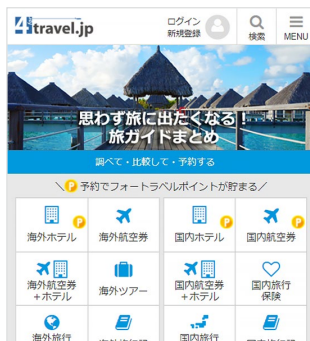 4travel.jp
ログイン
新規登録
検索
MENU
思わず旅に出たくなる!
旅ガイドまとめ
調べて・比較して・予約する
＼P 予約でフォートラベルポイントが貯まる／
海外ホテル
海外航空券
国内ホテル
国内航空券
海外航空券
+ホテル
海外ツアー
国内航空券
+ホテル
国内旅行
保険
海外旅行
国内旅行